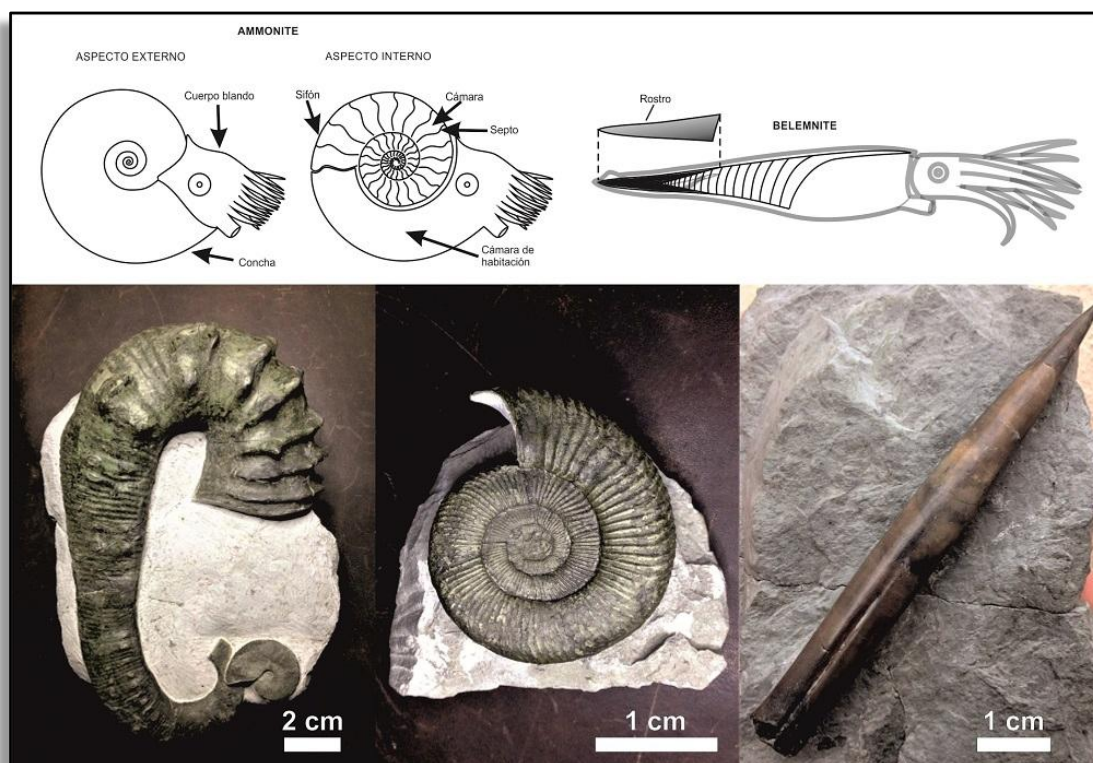 AMMONITE
ASPECTO EXTERNO
ASPECTO INTERNO
Cuerpo blando
Sifón
Cámara
Septo
Cámara de
habitación
Concha
Rostro
BELEMNITE
2 cm
1 cm
1 cm